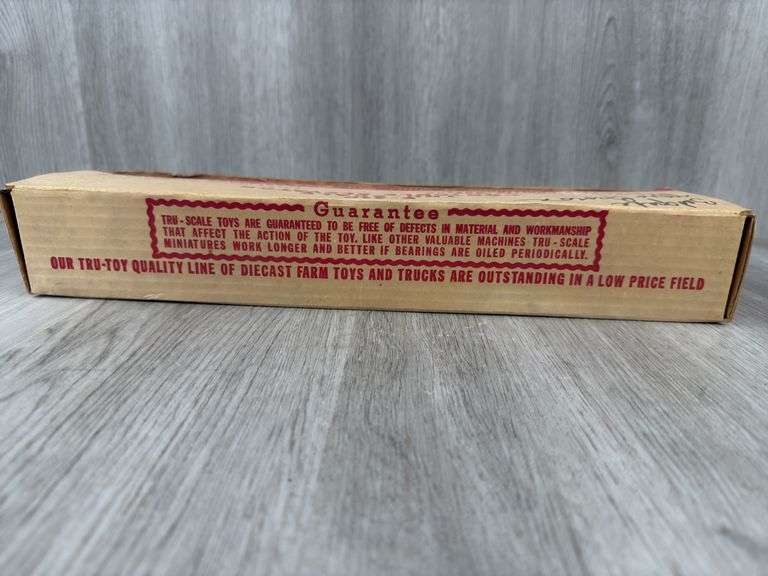 Guarantee
TRU-SCALE TOYS ARE GUARANTEED TO BE FREE OF DEFECTS IN MATERIAL AND WORKMANSHIP
THAT AFFECT THE ACTION OF THE TOY. LIKE OTHER VALUABLE MACHINES TRU-SCALE
MINIATURES WORK LONGER AND BETTER IF BEARINGS ARE OILED PERIODICALLY.
OUR TRU-TOY QUALITY LINE OF DIECAST FARM TOYS AND TRUCKS ARE OUTSTANDING IN A LOW PRICE FIELD